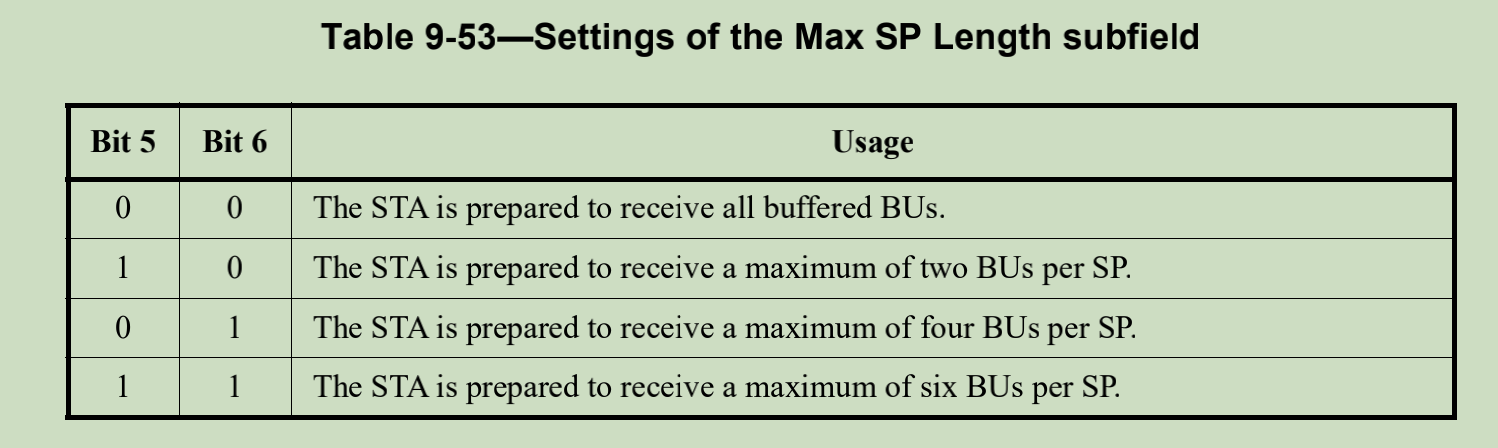 Table 9-53—Settings of the Max SP Length subfield
Bit 5 Bit 6 Usage
0 0 The STA is prepared to receive all buffered BUs.
1 0 The STA is prepared to receive a maximum of two BUs per SP.
0 1 The STA is prepared to receive a maximum of four BUs per SP.
1 1 The STA is prepared to receive a maximum of six BUs per SP.